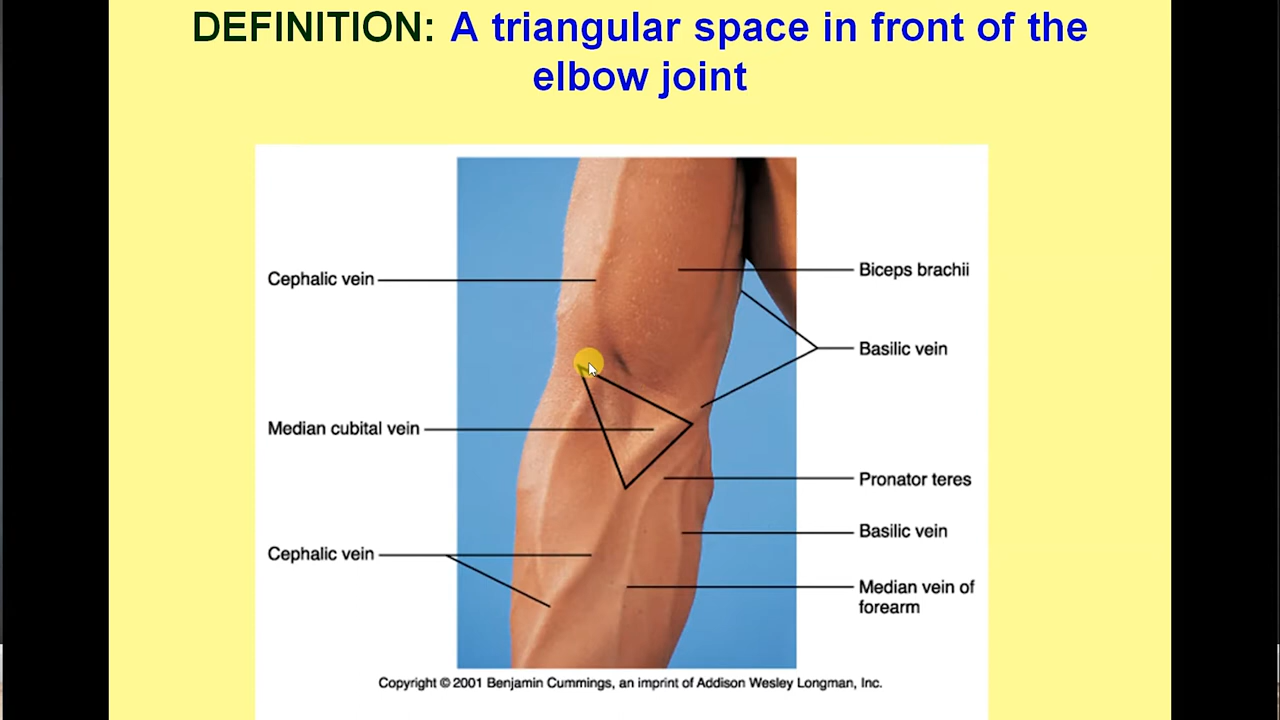 DEFINITION: A triangular space in front of the
elbow joint
Cephalic vein
Biceps brachii
Basilic vein
Median cubital vein
Pronator teres
Basilic vein
Cephalic vein
Median vein of
forearm
Copyright © 2001 Benjamin Cummings, an imprint of Addison Wesley Longman, Inc.